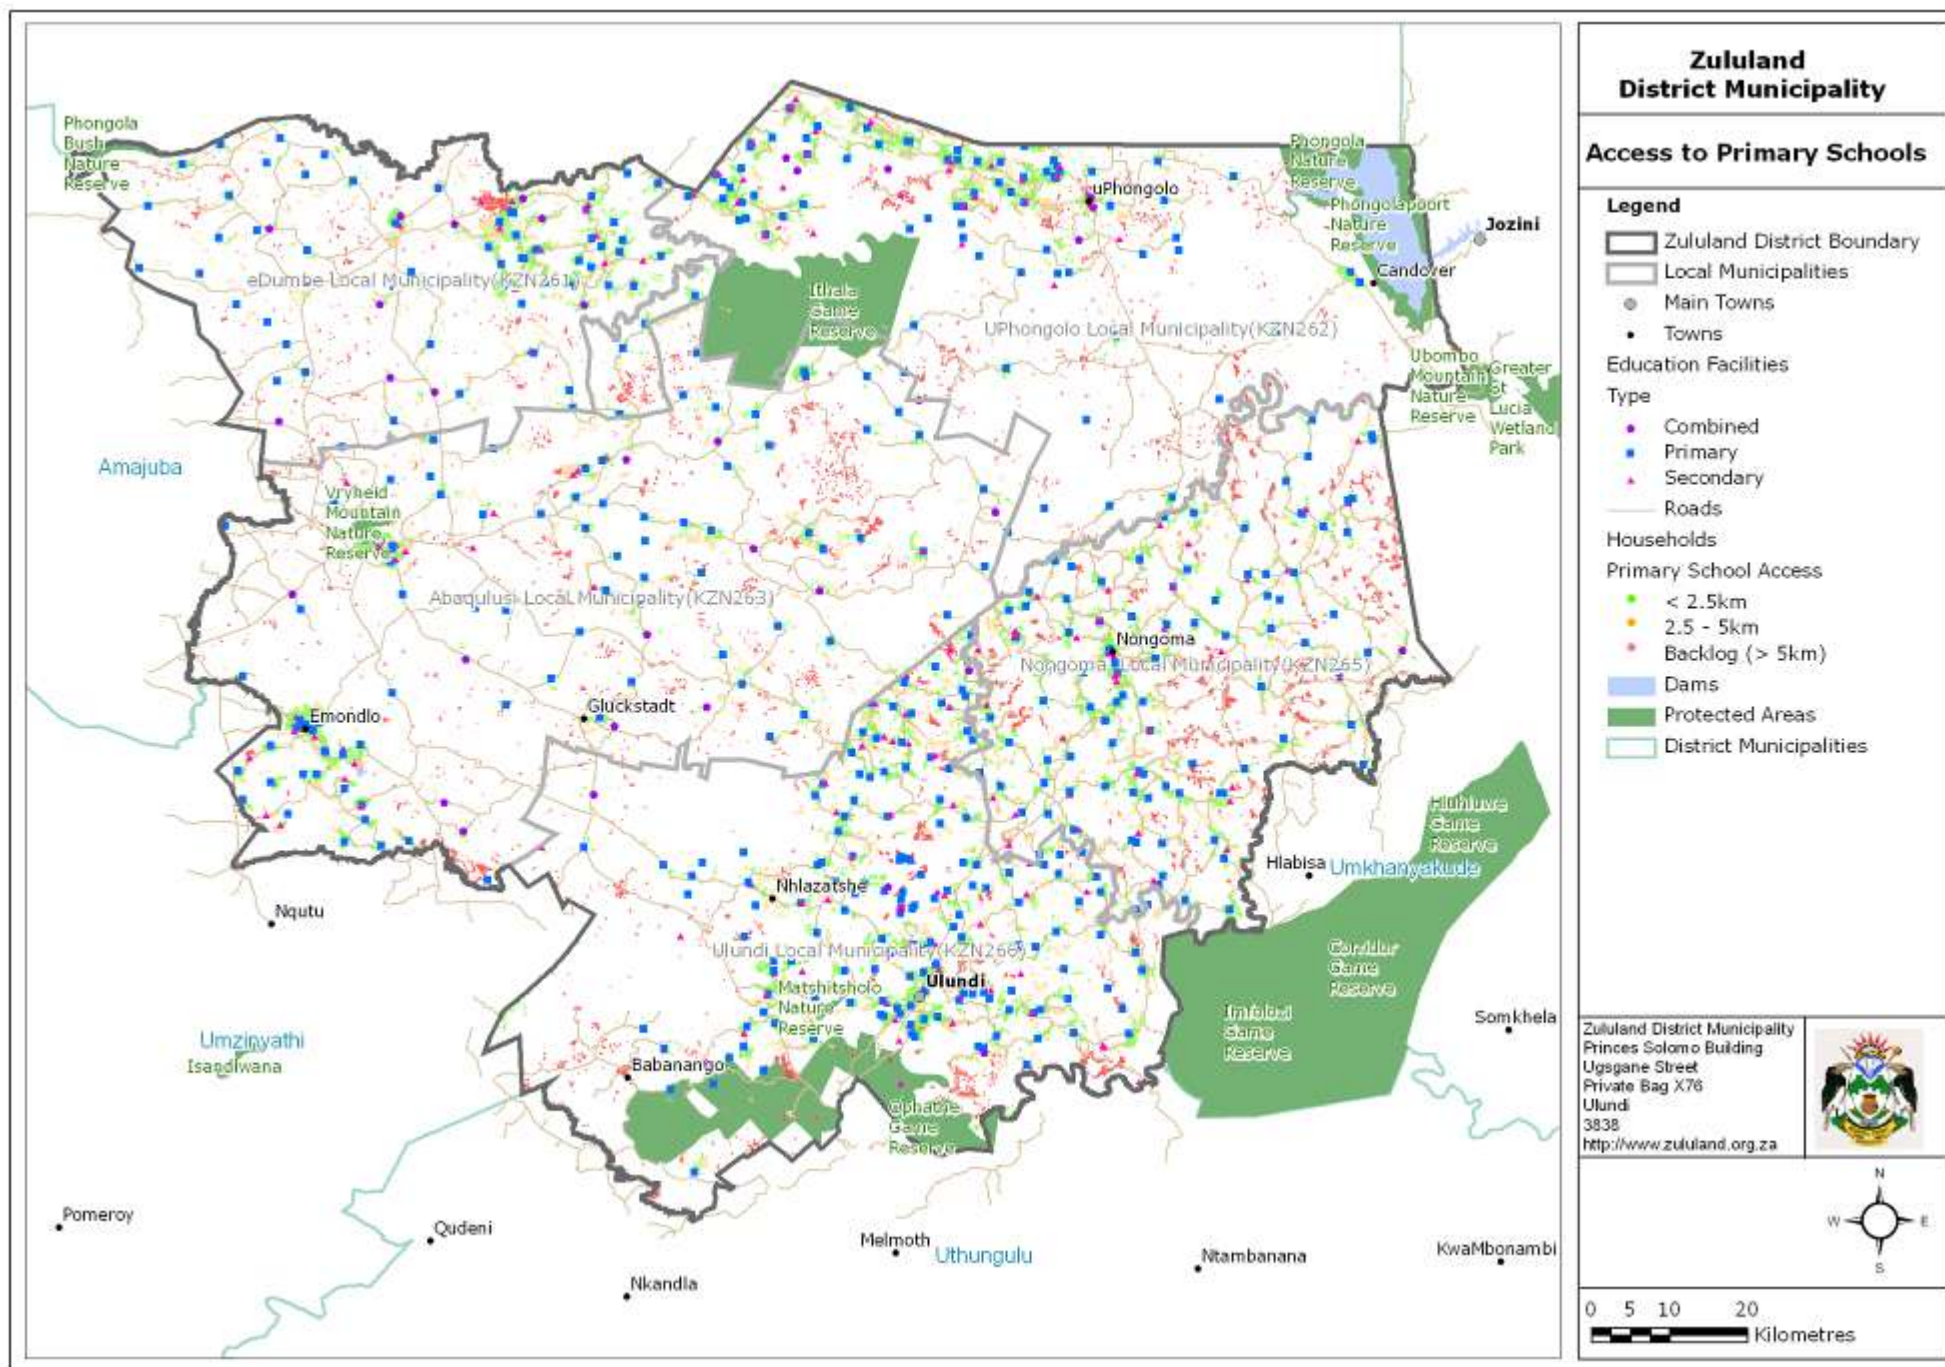 Zululand
District Municipality
Access to Primary Schools
Legend
Zululand District Boundary
Local Municipalities
Main Towns
Towns
Education Facilities
Type
Combined
Primary
Secondary
Roads
Households
Primary School Access
< 2.5km
2.5 - 5km
Backlog (> 5km)
Dams
Protected Areas
District Municipalities
Zululand District Municipality
Princes Solomo Building
Ugsgane Street
Private Bag X76
Ulundi
3838
http://www.zululand.org.za
N
W
E
S
0 5 10 20
Kilometres
Phongola
Bush
Nature
Reserve
Phongola
Nature
Reserve
uPhongolo
Phongolapoort
Nature
Reserve
Jozini
Candover
eDumbe Local Municipality(KZN261)
Ithala
Game
Reserve
UPhongolo Local Municipality(KZN262)
Ubombo
Mountain
Nature
Reserve
Greater
St
Lucia
Wetland
Park
Amajuba
Vryheid
Mountain
Nature
Reserve
Abaqulusi Local Municipality(KZN263)
Nongoma
Nongoma Local Municipality(KZN265)
Emondlo
Gluckstadt
Hluhluwe
Game
Reserve
Hlabisa
Umkhanyakude
Nhlazatshe
Nqutu
Ulundi Local Municipality(KZN266)
Corridor
Game
Reserve
Ulundi
Matshitsholo
Nature
Reserve
Imfolozi
Game
Reserve
Somkhela
Umzinyathi
Isandlwana
Babanango
Ophathe
Game
Reserve
Pomeroy
Qudeni
Melmoth
Uthungulu
Ntambanana
KwaMbonambi
Nkandla